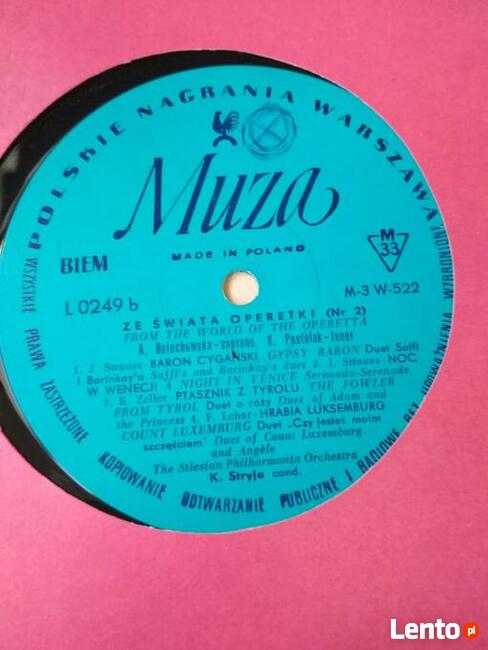 POLSKIE NAGRANIA WARSZAWA
Muza
MADE IN POLAND
BIEM
M
33
L 0249 b
M-3 W-522
ZE ŚWIATA OPERETKI (Nr 2)
FROM THE WORLD OF THE OPERETTA
A. Bolechowska-soprano, K. Pustelak-tenor
1. J. Strauss-BARON CYGAŃSKI GYPSY BARON Duet Saffi
i Barinkay'a Saffi's and Barinkay's duet 2. J. Strauss-NOC
W WENECJI A NIGHT IN VENICE Serenada-Serenade
3. K. Zeller-PTASZNIK Z TYROLU THE FOWLER
FROM TYROL Duet o róży Duet of Adam and
the Princess 4. F. Lehar-HRABIA LUKSEMBURG
COUNT LUXEMBURG Duet „Czy jesteś moim
szczęściem" Duet of Count Luxemburg
and Angèle
The Silesian Philharmonia Orchestra
K. Stryja cond.
WSZYSTKIE PRAWA ZASTRZEŻONE KOPIOWANIE ODTWARZANIE PUBLICZNE I RADIOWE BEZ UPOWAŻNIENIA WZBRONIONE
Lento pl